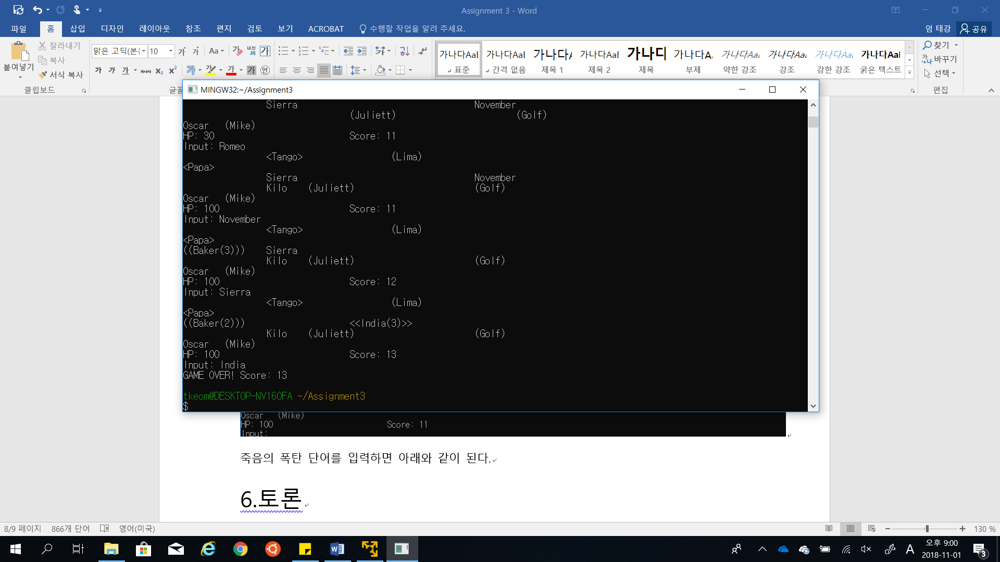 Assignment 3 - Word
파일 홈 삽입 디자인 레이아웃 참조 편지 검토 보기 ACROBAT 수행할 작업을 알려 주세요. 엄 태강 공유
붙여넣기
잘라내기
복사
서식 복사
클립보드
맑은 고딕(본 10
글꼴
가나다AaB 가나다AaB 가나다A 가나다AaB 가나다 가나다Aa 가나다Aa 가나다Aa 가나다Aa 가나다Aa
표준 간격 없음 제목 1 제목 2 제목 부제 약한 강조 강조 강한 강조 굵은 텍스트
찾기
바꾸기
선택
편집
MINGW32:~/Assignment3
Sierra November
(Juliett) (Golf)
Oscar (Mike)
HP: 30 Score: 11
Input: Romeo
<Tango> (Lima)
<Papa>
Sierra November
Kilo (Juliett) (Golf)
Oscar (Mike)
HP: 100 Score: 11
Input: November
<Tango> (Lima)
<Papa>
((Baker(3))) Sierra
Kilo (Juliett) (Golf)
Oscar (Mike)
HP: 100 Score: 12
Input: Sierra
<Tango> (Lima)
<Papa>
((Baker(2))) <<India(3)>>
Kilo (Juliett) (Golf)
Oscar (Mike)
HP: 100 Score: 13
Input: India
GAME OVER! Score: 13
tkeom@DESKTOP-NV160FA ~/Assignment3
$
Oscar (Mike)
HP: 100 Score: 11
Input:
죽음의 폭탄 단어를 입력하면 아래와 같이 된다.
6.토론
8/9 페이지 866개 단어 영어(미국) 130 %
A 오후 9:00
2018-11-01
3